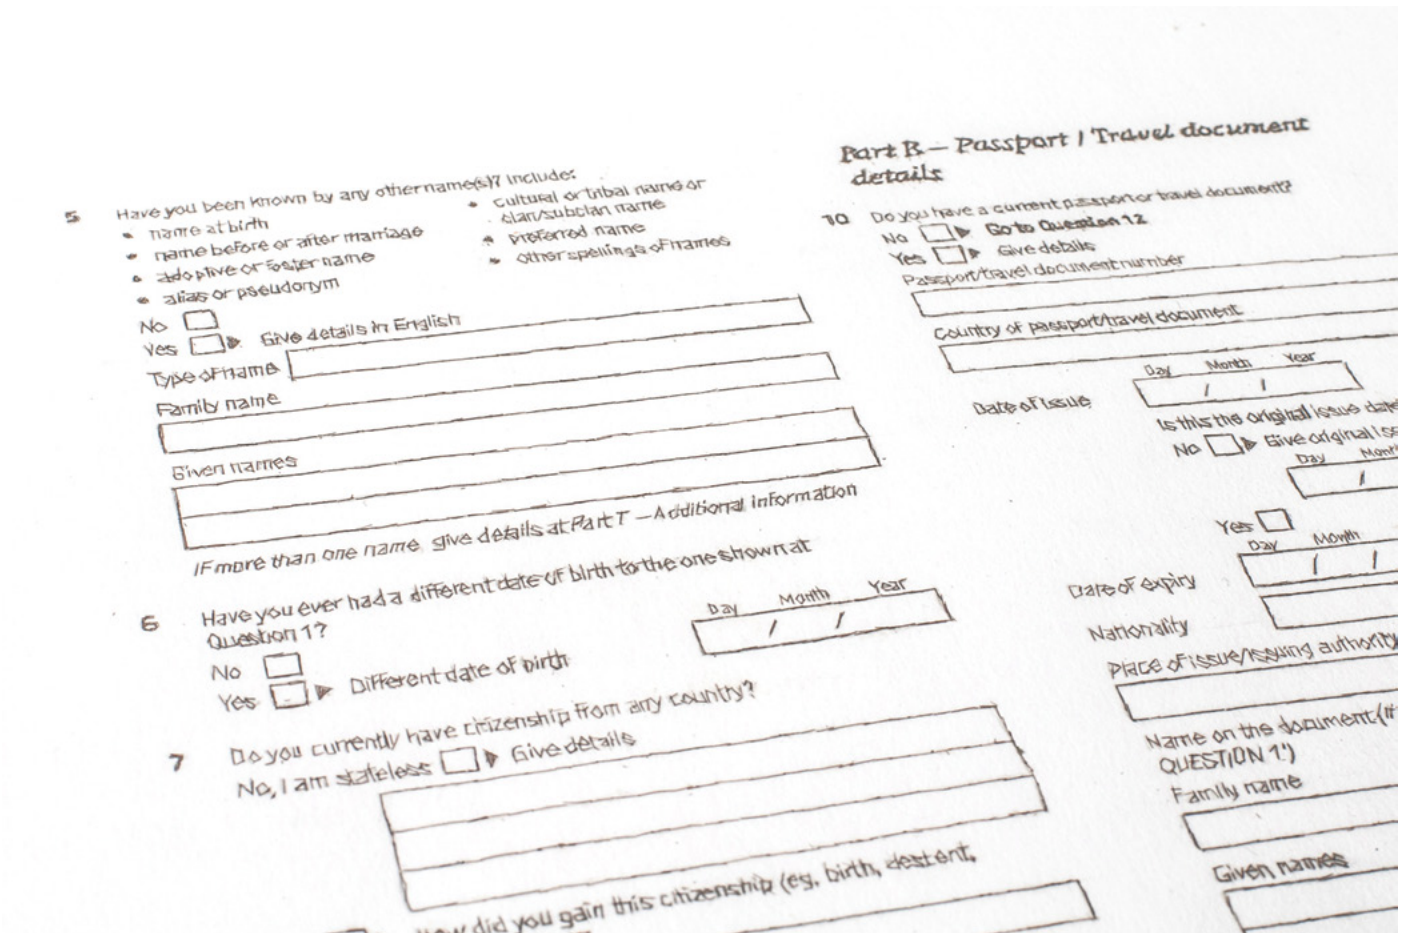 5 Have you been known by any other name(s)? Include:
• name at birth
• name before or after marriage
• adoptive or foster name
• alias or pseudonym
• cultural or tribal name or
clan/subclan name
• preferred name
• other spellings of names
No
Yes Give details in English
Type of name
Family name
Given names
If more than one name, give details at Part T – Additional information
6 Have you ever had a different date of birth to the one shown at
Question 1?
No
Yes Different date of birth
Day Month Year
/ /
7 Do you currently have citizenship from any country?
No, I am stateless Give details
did you gain this citizenship (eg. birth, descent,
Part B – Passport / Travel document
details
10 Do you have a current passport or travel document?
No Go to Question 12
Yes Give details
Passport/travel document number
Country of passport/travel document
Day Month Year
Date of issue / /
Is this the original issue date
No Give original
Day
/
Yes
Day Month
Date of expiry / /
Nationality
Place of issue/issuing authority
Name on the document (
QUESTION 1.)
Family name
Given names